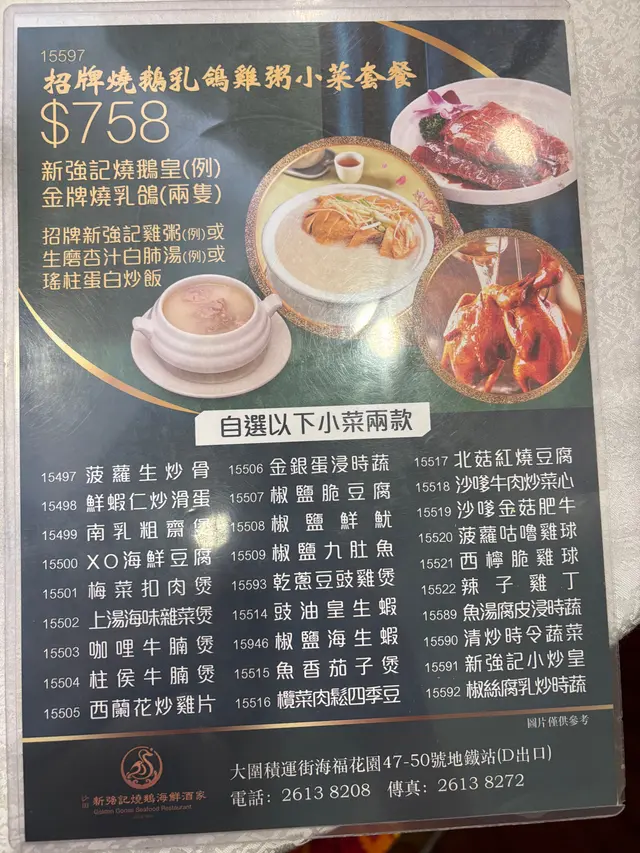 15597
招牌燒鵝乳鴿雞粥小菜套餐
$758
新強記燒鵝皇(例)
金牌燒乳鴿(兩隻)
招牌新強記雞粥(例)或
生磨杏汁白肺湯(例)或
瑤柱蛋白炒飯
自選以下小菜兩款
15497 菠蘿生炒骨
15498 鮮蝦仁炒滑蛋
15499 南乳粗齋煲
15500 XO海鮮豆腐
15501 梅菜扣肉煲
15502 上湯海味雜菜煲
15503 咖哩牛腩煲
15504 柱侯牛腩煲
15505 西蘭花炒雞片
15506 金銀蛋浸時蔬
15507 椒鹽脆豆腐
15508 椒鹽鮮魷
15509 椒鹽九肚魚
15593 乾蔥豆豉雞煲
15514 豉油皇生蝦
15946 椒鹽海生蝦
15515 魚香茄子煲
15516 欖菜肉鬆四季豆
15517 北菇紅燒豆腐
15518 沙嗲牛肉炒菜心
15519 沙嗲金菇肥牛
15520 菠蘿咕嚕雞球
15521 西檸脆雞球
15522 辣子雞丁
15589 魚湯腐皮浸時蔬
15590 清炒時令蔬菜
15591 新強記小炒皇
15592 椒絲腐乳炒時蔬
圖片僅供參考
沙田 新強記燒鵝海鮮酒家
Golden Goose Seafood Restaurant
大圍積運街海福花園47-50號地鐵站(D出口)
電話: 2613 8208 傳真: 2613 8272